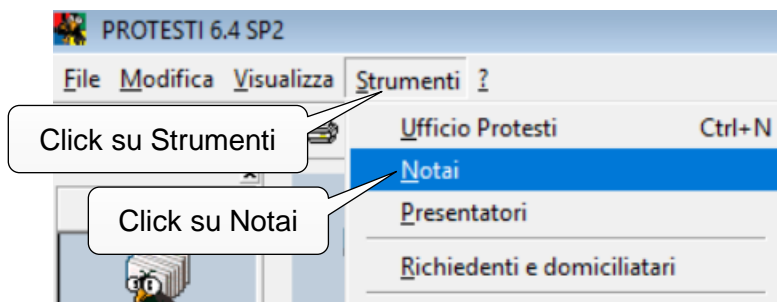 PROTESTI 6.4 SP2
File Modifica Visualizza Strumenti ?
Click su Strumenti
Ufficio Protesti Ctrl+N
Notai
Click su Notai
Presentatori
Richiedenti e domiciliatari